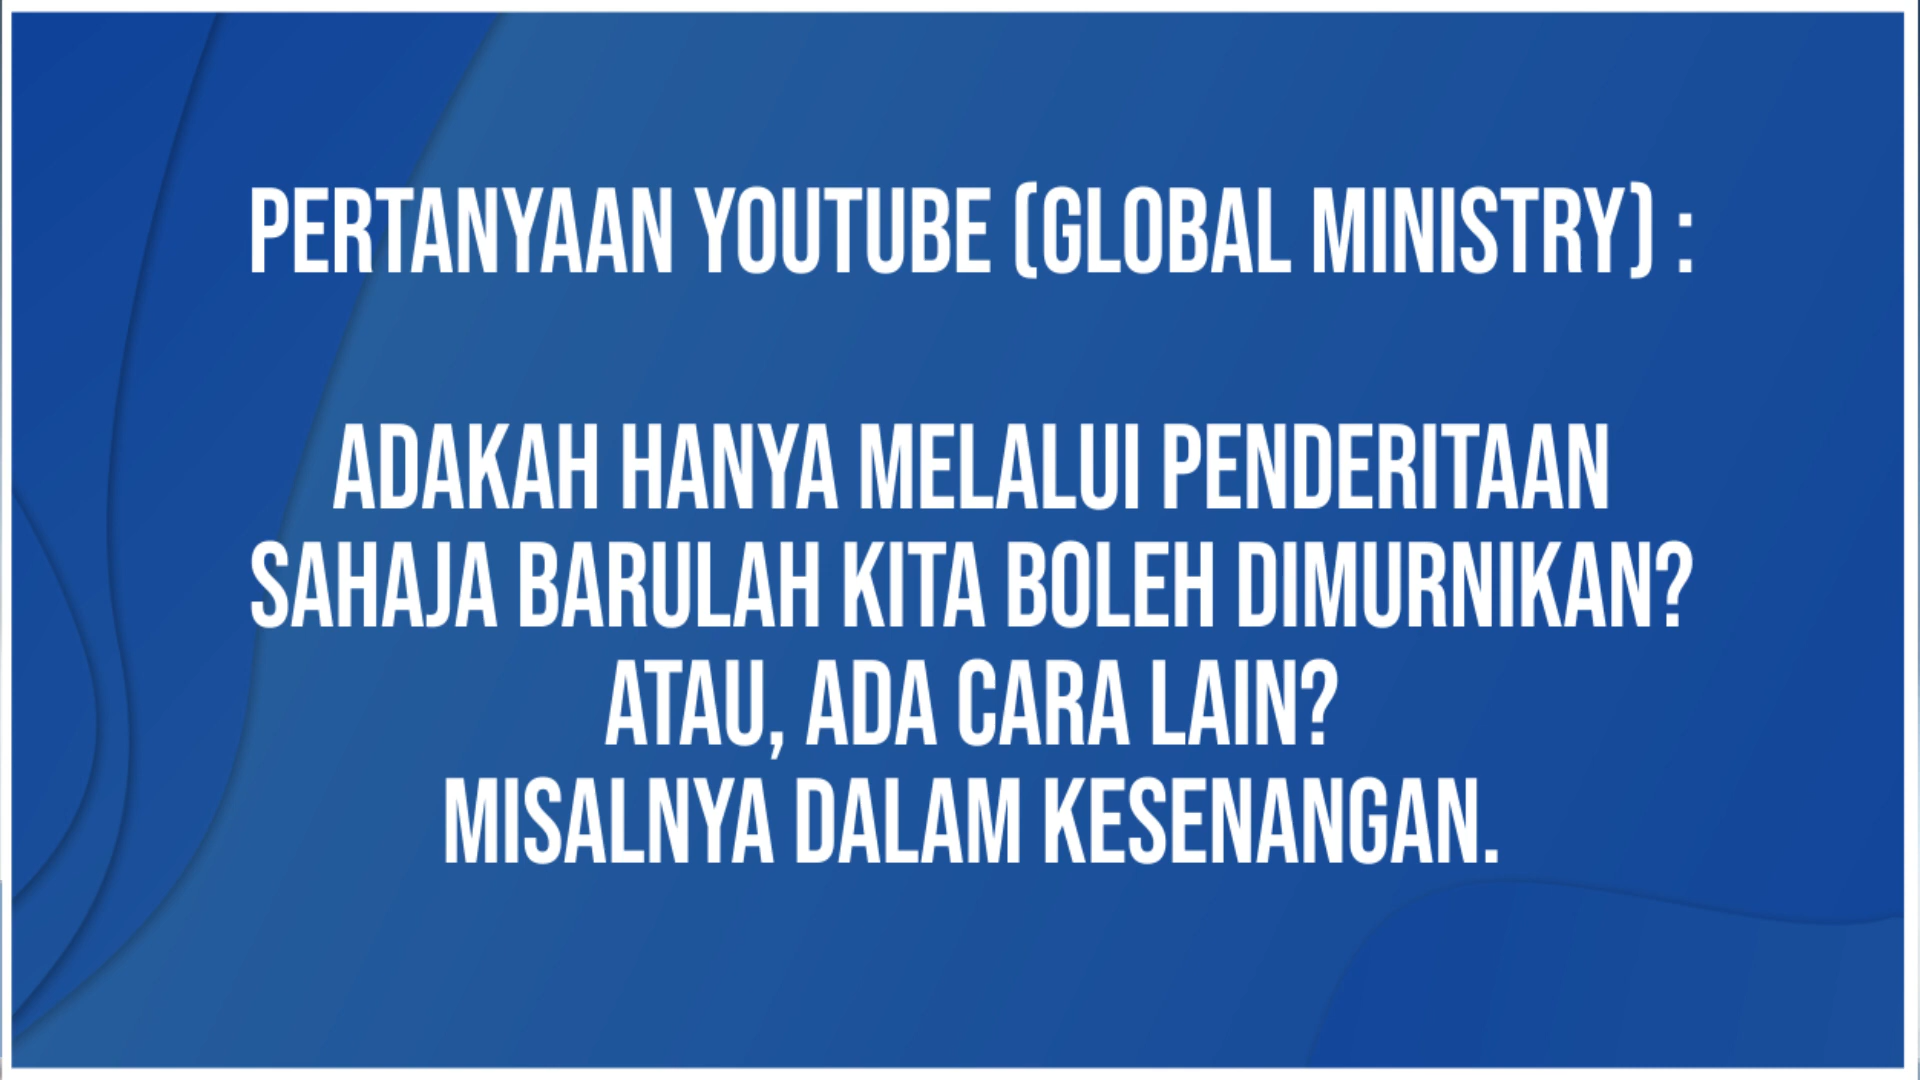 PERTANYAAN YOUTUBE (GLOBAL MINISTRY) :
ADAKAH HANYA MELALUI PENDERITAAN
SAHAJA BARULAH KITA BOLEH DIMURNIKAN?
ATAU, ADA CARA LAIN?
MISALNYA DALAM KESENANGAN.